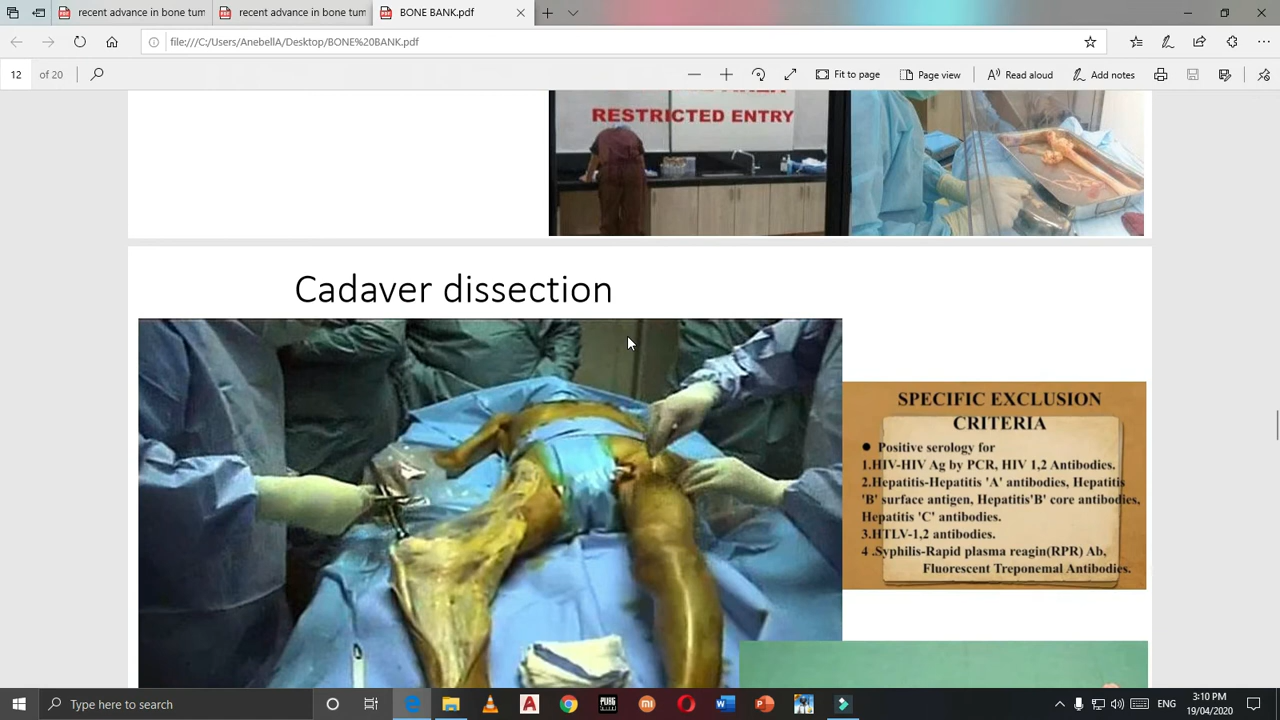 recent advance in bone tum
recent advance in bone tum
BONE BANK.pdf
file:///C:/Users/AnebellA/Desktop/BONE%20BANK.pdf
12 of 20
Fit to page
Page view
Read aloud
Add notes
RESTRICTED ENTRY
Cadaver dissection
SPECIFIC EXCLUSION
CRITERIA
● Positive serology for
1.HIV-HIV Ag by PCR, HIV 1,2 Antibodies.
2.Hepatitis-Hepatitis 'A' antibodies, Hepatitis
'B' surface antigen, Hepatitis'B' core antibodies,
Hepatitis 'C' antibodies.
3.HTLV-1,2 antibodies.
4 .Syphilis-Rapid plasma reagin(RPR) Ab,
Fluorescent Treponemal Antibodies.
Type here to search
ENG
3:10 PM
19/04/2020